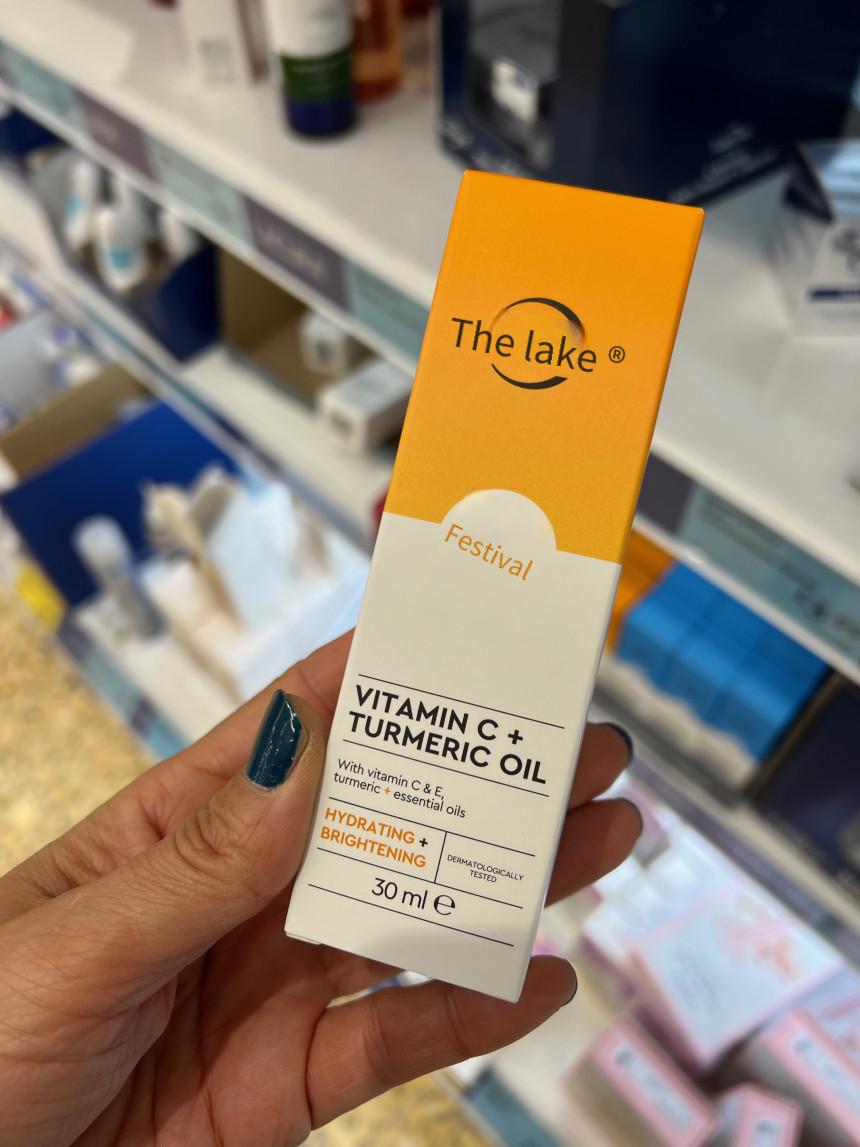 The lake ®
Festival
VITAMIN C +
TURMERIC OIL
With vitamin C & E,
turmeric + essential oils
HYDRATING +
BRIGHTENING
DERMATOLOGICALLY
TESTED
30 ml ℮